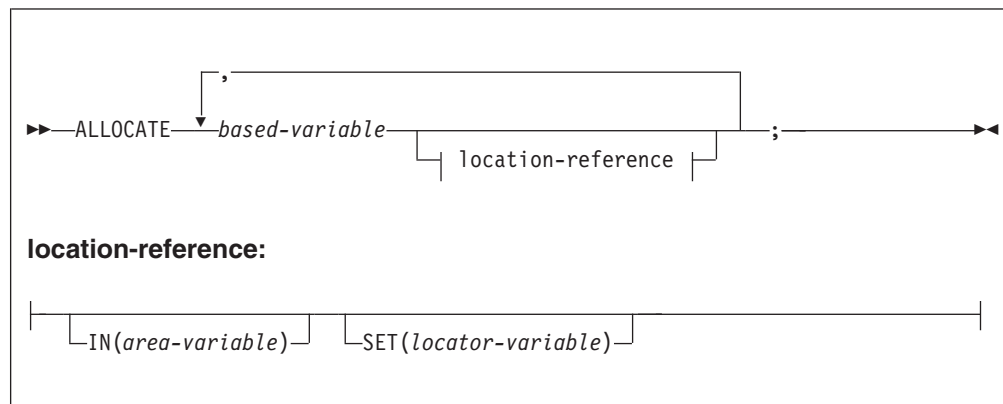 ,
ALLOCATE based-variable ;
location-reference
location-reference:
IN(area-variable) SET(locator-variable)